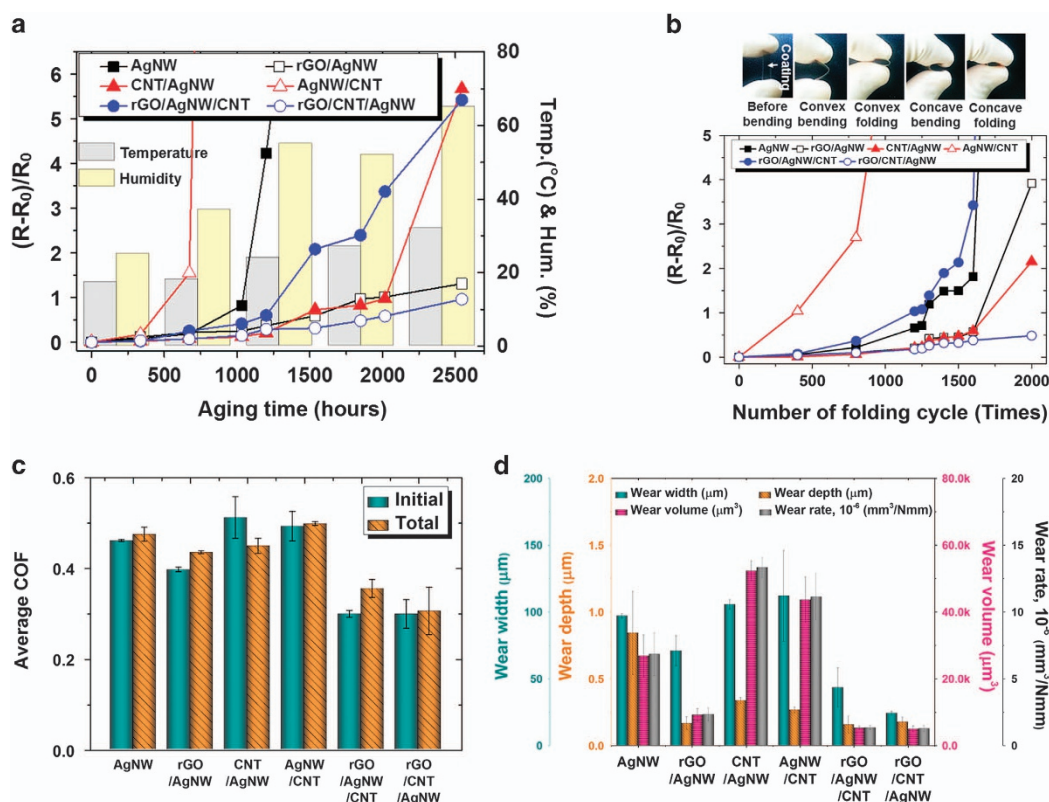 a
(R-R₀)/R₀
6
5
4
3
2
1
0
AgNW
rGO/AgNW
CNT/AgNW
AgNW/CNT
rGO/AgNW/CNT
rGO/CNT/AgNW
Temperature
Humidity
80
60
40
20
0
Temp.(°C) & Hum. (%)
0
500
1000
1500
2000
2500
Aging time (hours)
b
Coating
Before bending
Convex bending
Convex folding
Concave bending
Concave folding
(R-R₀)/R₀
5
4
3
2
1
0
AgNW
rGO/AgNW
CNT/AgNW
AgNW/CNT
rGO/AgNW/CNT
rGO/CNT/AgNW
0
500
1000
1500
2000
Number of folding cycle (Times)
c
Average COF
0.6
0.4
0.4
0.0
Initial
Total
AgNW
rGO
/AgNW
CNT
/AgNW
AgNW
/CNT
rGO
/AgNW
/CNT
rGO
/CNT
/AgNW
d
Wear width (μm)
200
150
100
50
0
Wear depth (μm)
2.0
1.5
1.0
0.5
0.0
Wear width (μm)
Wear depth (μm)
Wear volume (μm³)
Wear rate, 10⁻⁶ (mm³/Nmm)
80.0k
60.0k
40.0k
20.0k
0.0
Wear volume (μm³)
20
15
10
5
0
Wear rate, 10⁻⁶ (mm³/Nmm)
AgNW
rGO
/AgNW
CNT
/AgNW
AgNW
/CNT
rGO
/AgNW
/CNT
rGO
/CNT
/AgNW